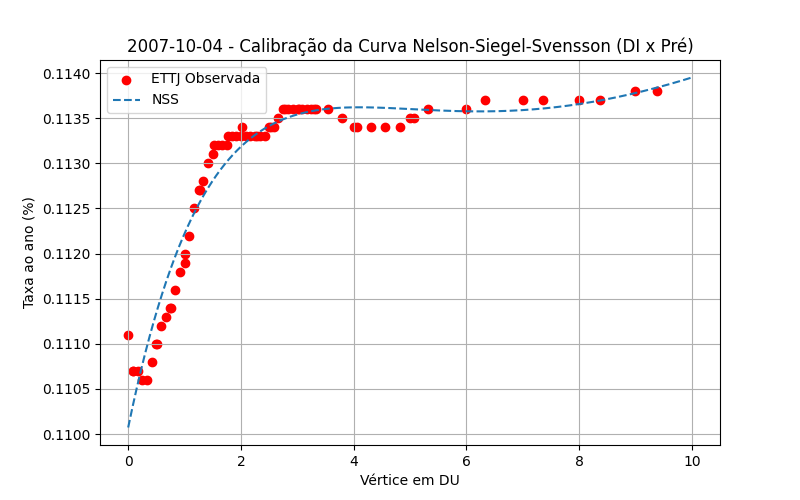 2007-10-04 - Calibração da Curva Nelson-Siegel-Svensson (DI x Pré)
ETTJ Observada
NSS
Taxa ao ano (%)
0.1140
0.1135
0.1130
0.1125
0.1120
0.1115
0.1110
0.1105
0.1100
0 2 4 6 8 10
Vértice em DU